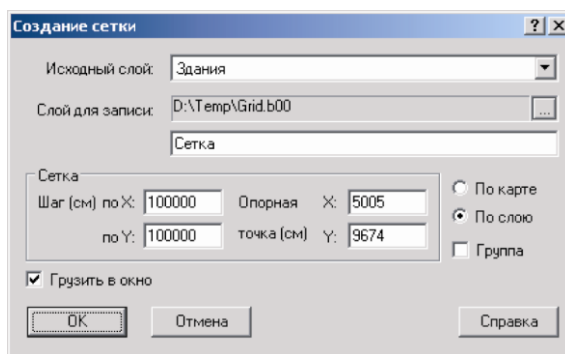 Создание сетки
Исходный слой: Здания
Слой для записи: D:\Temp\Grid.b00 ...
Сетка
Сетка
Шаг (см) по X: 100000 Опорная X: 5005
по Y: 100000 точка (см) Y: 9674
По карте
По слою
Группа
Грузить в окно
OK Отмена Справка